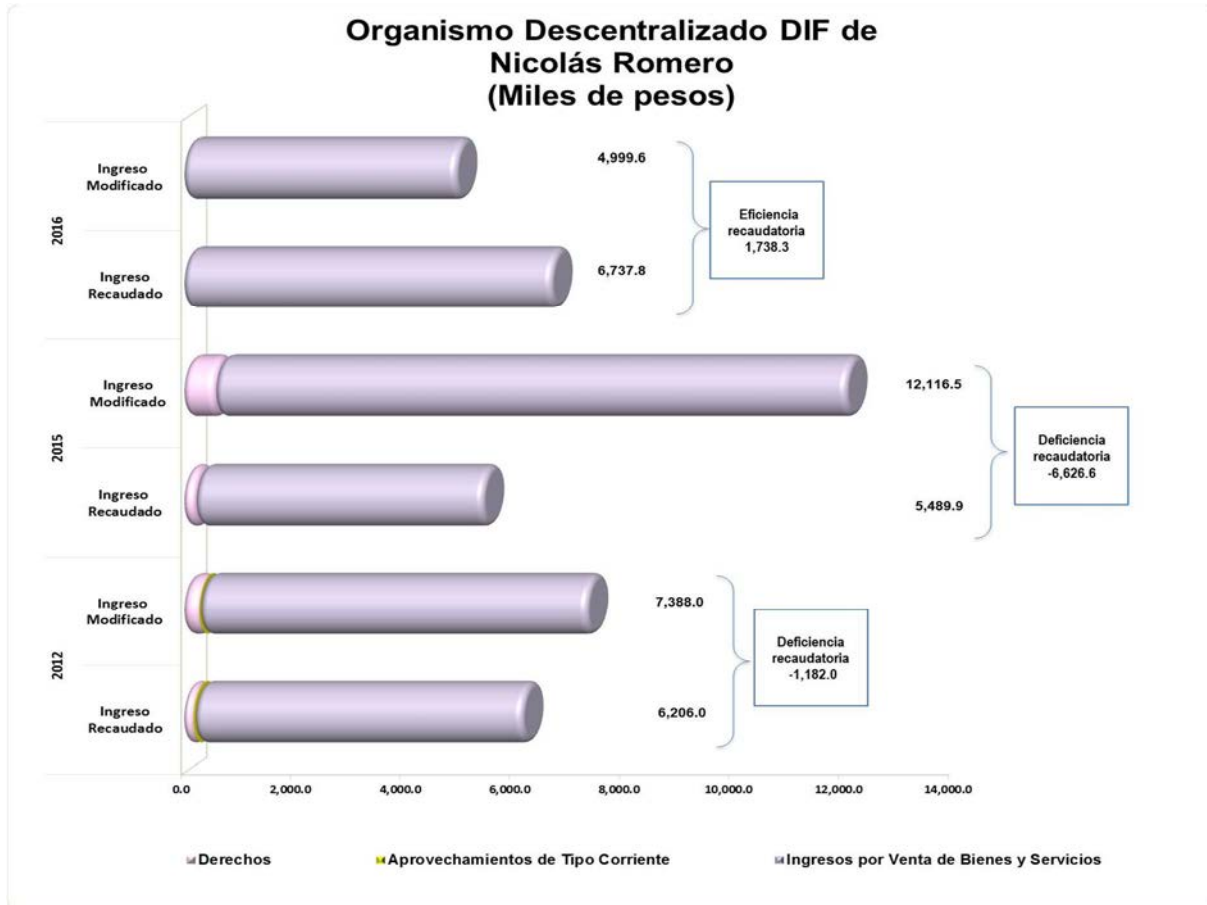 Organismo Descentralizado DIF de
Nicolás Romero
(Miles de pesos)
2016
Ingreso
Modificado
4,999.6
Ingreso
Recaudado
6,737.8
Eficiencia
recaudatoria
1,738.3
2015
Ingreso
Modificado
12,116.5
Ingreso
Recaudado
5,489.9
Deficiencia
recaudatoria
-6,626.6
2012
Ingreso
Modificado
7,388.0
Ingreso
Recaudado
6,206.0
Deficiencia
recaudatoria
-1,182.0
0.0 2,000.0 4,000.0 6,000.0 8,000.0 10,000.0 12,000.0 14,000.0
Derechos Aprovechamientos de Tipo Corriente Ingresos por Venta de Bienes y Servicios